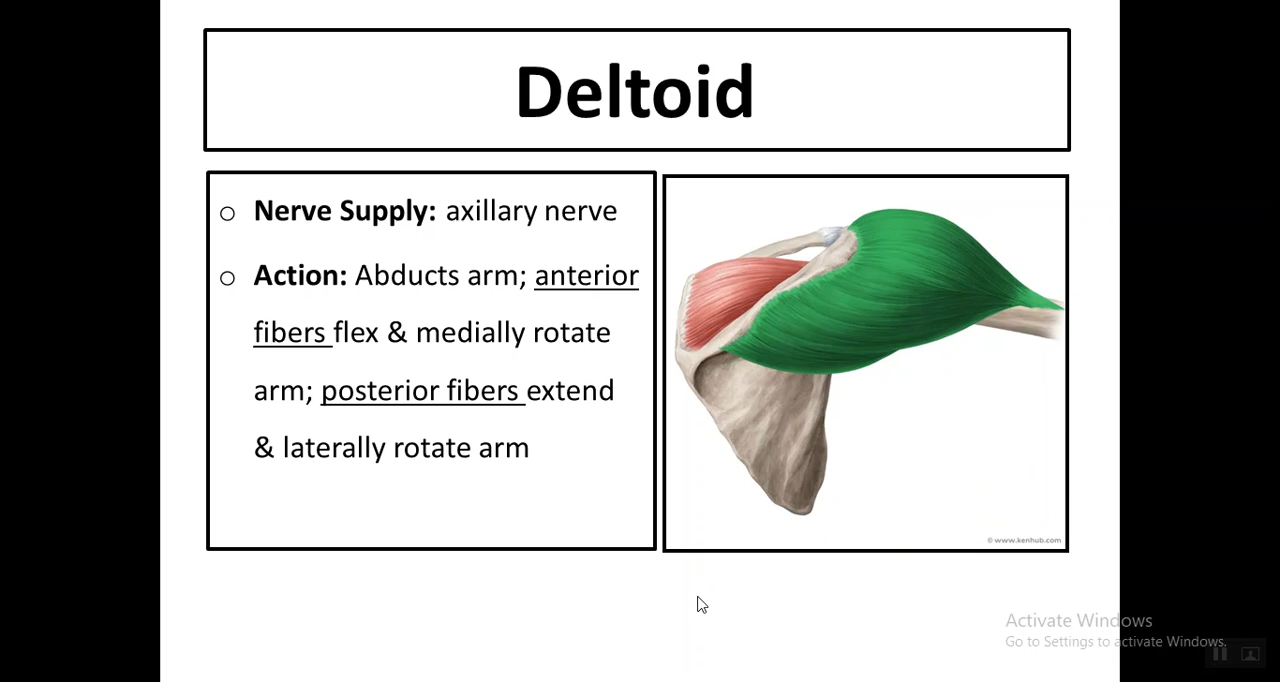 Deltoid
o Nerve Supply: axillary nerve
o Action: Abducts arm; anterior
fibers flex & medially rotate
arm; posterior fibers extend
& laterally rotate arm
© www.kenhub.com
Activate Windows
Go to Settings to activate Windows.